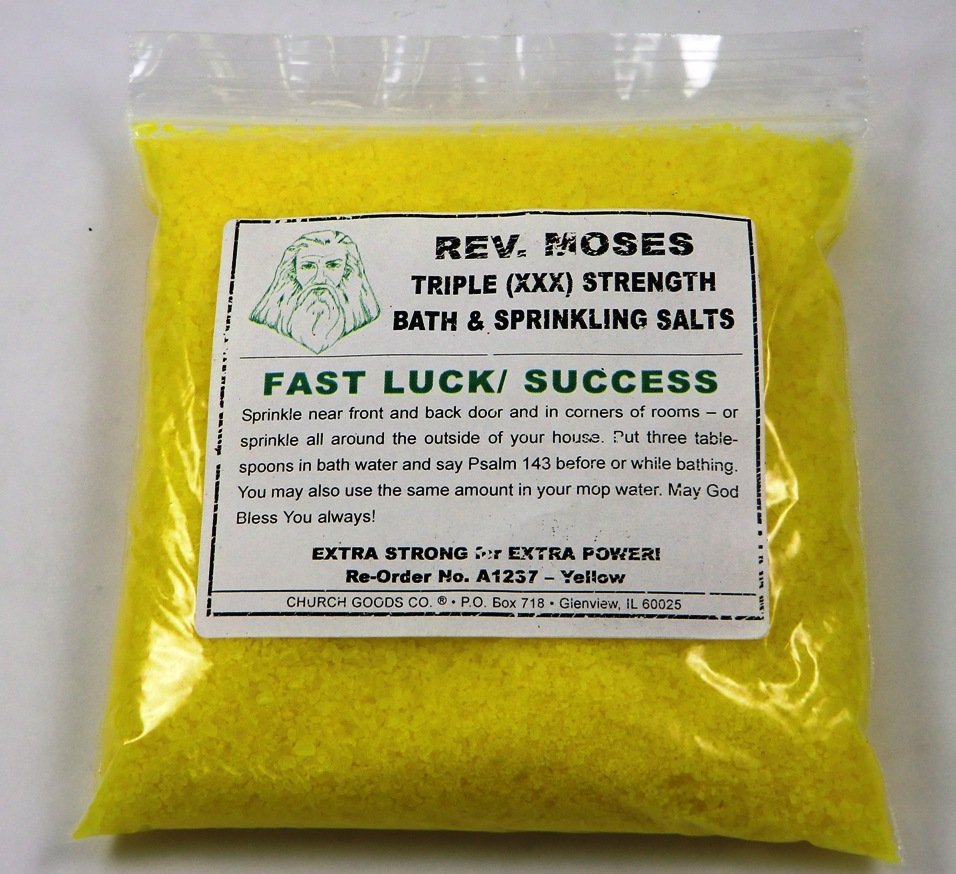 REV. MOSES
TRIPLE (XXX) STRENGTH
BATH & SPRINKLING SALTS
FAST LUCK/ SUCCESS
Sprinkle near front and back door and in corners of rooms – or
sprinkle all around the outside of your house. Put three table-
spoons in bath water and say Psalm 143 before or while bathing.
You may also use the same amount in your mop water. May God
Bless You always!
EXTRA STRONG for EXTRA POWER!
Re-Order No. A1237 – Yellow
CHURCH GOODS CO. ® • P.O. Box 718 • Glenview, IL 60025